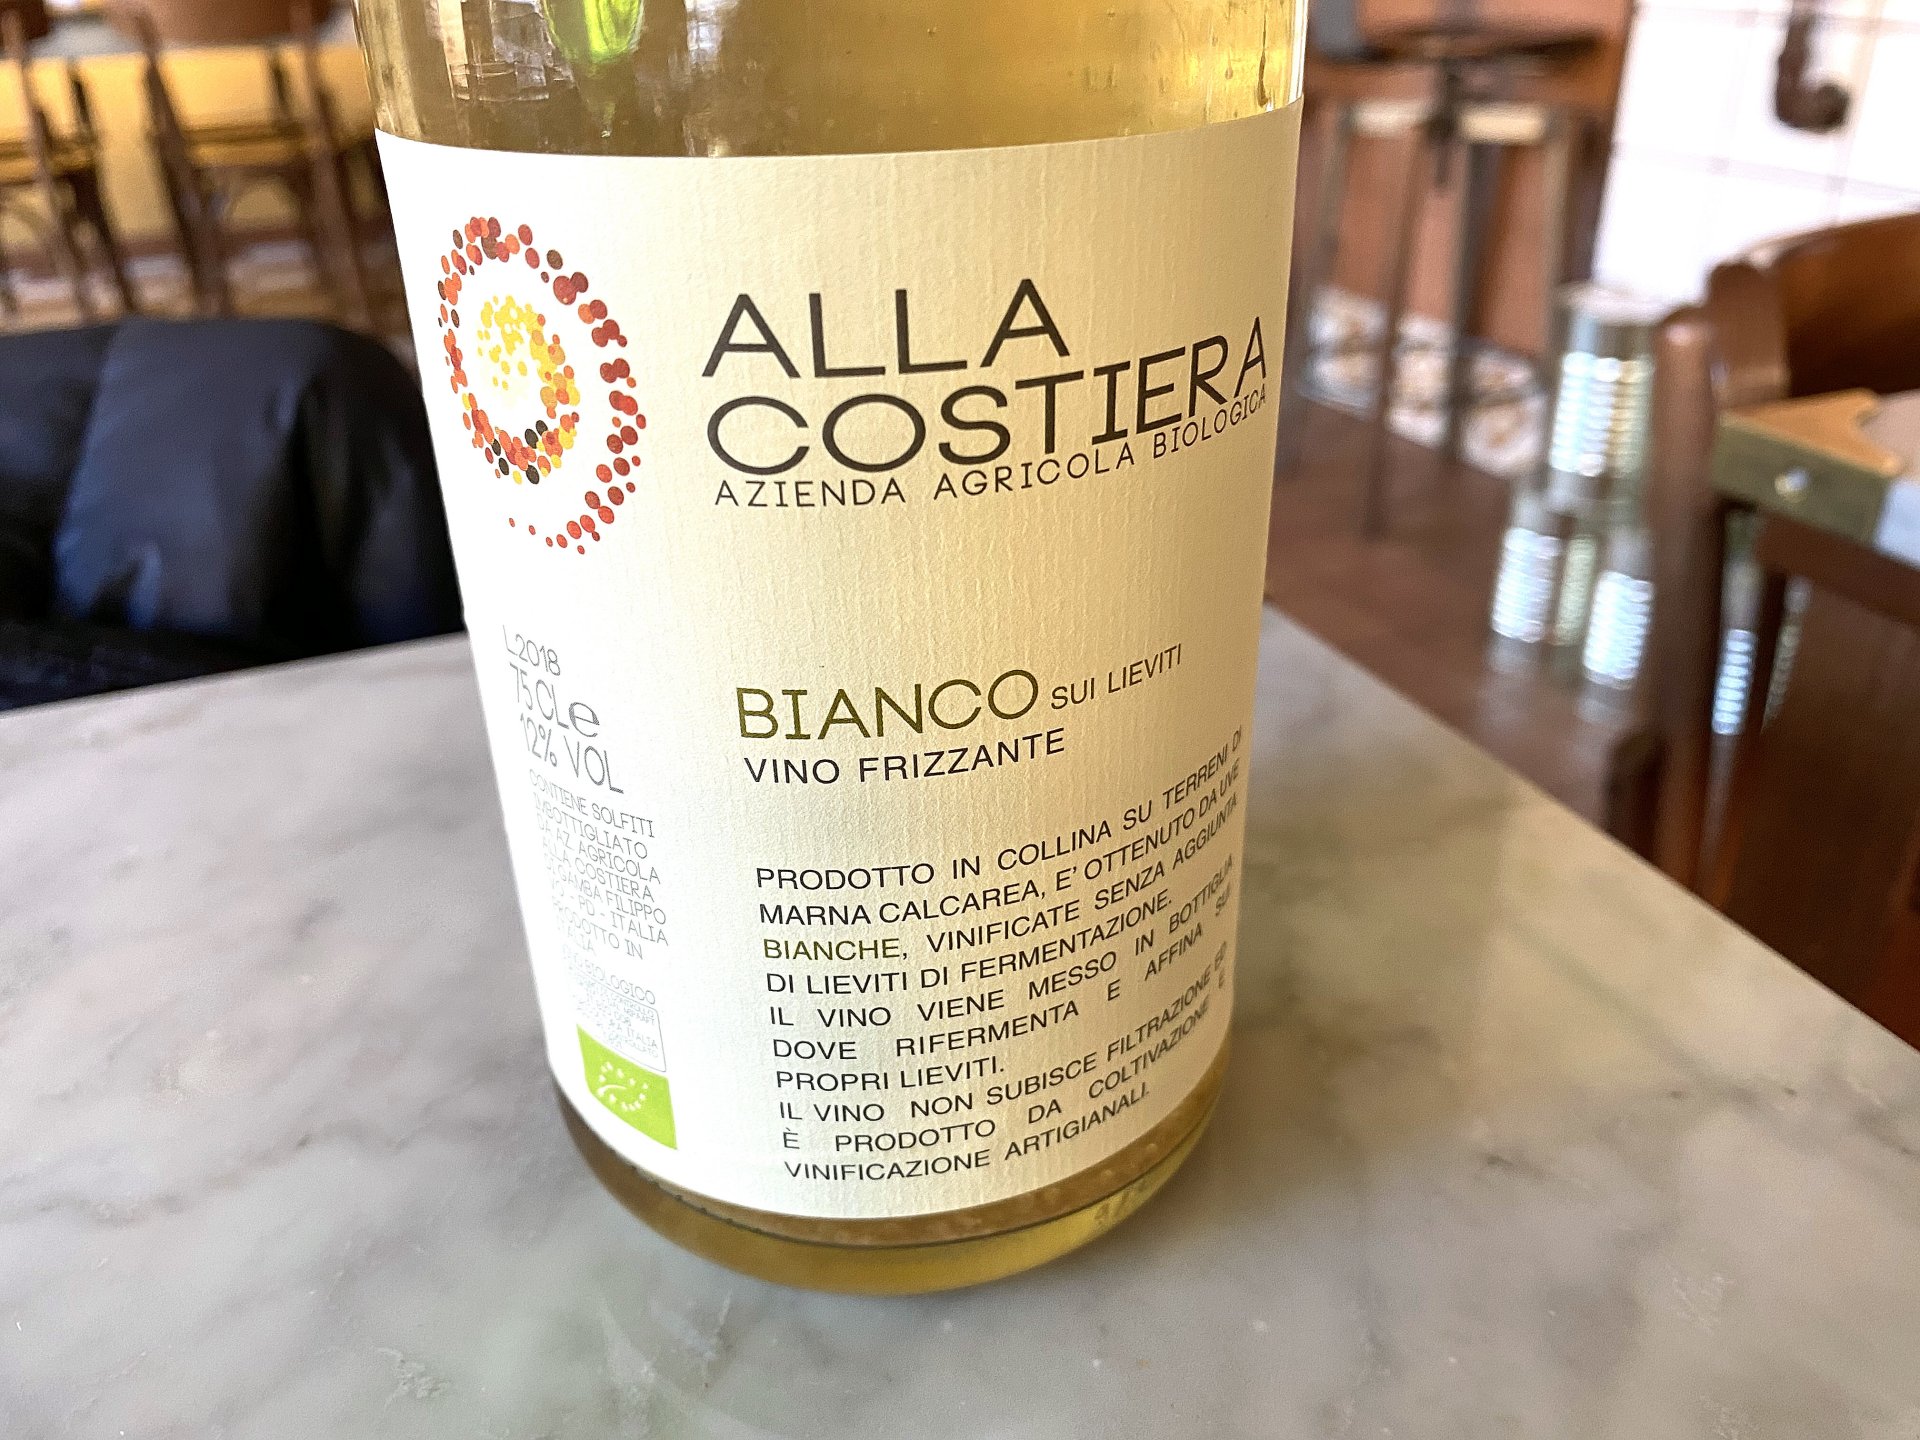 ALLA
COSTIERA
AZIENDA AGRICOLA BIOLOGICA
BIANCO SUI LIEVITI
VINO FRIZZANTE
PRODOTTO IN COLLINA SU TERRENI DI
MARNA CALCAREA, E' OTTENUTO DA UVE
BIANCHE, VINIFICATE SENZA AGGIUNTA
DI LIEVITI DI FERMENTAZIONE.
IL VINO VIENE MESSO IN BOTTIGLIA
DOVE RIFERMENTA E AFFINA SUI
PROPRI LIEVITI.
IL VINO NON SUBISCE FILTRAZIONE ED
È PRODOTTO DA COLTIVAZIONE E
VINIFICAZIONE ARTIGIANALI.
L2018
75 CL e
12% VOL
CONTIENE SOLFITI
IMBOTTIGLIATO
DA AZ AGRICOLA
ALLA COSTIERA
GAMBA FILIPPO
PD - ITALIA
PRODOTTO IN
BIOLOGICO